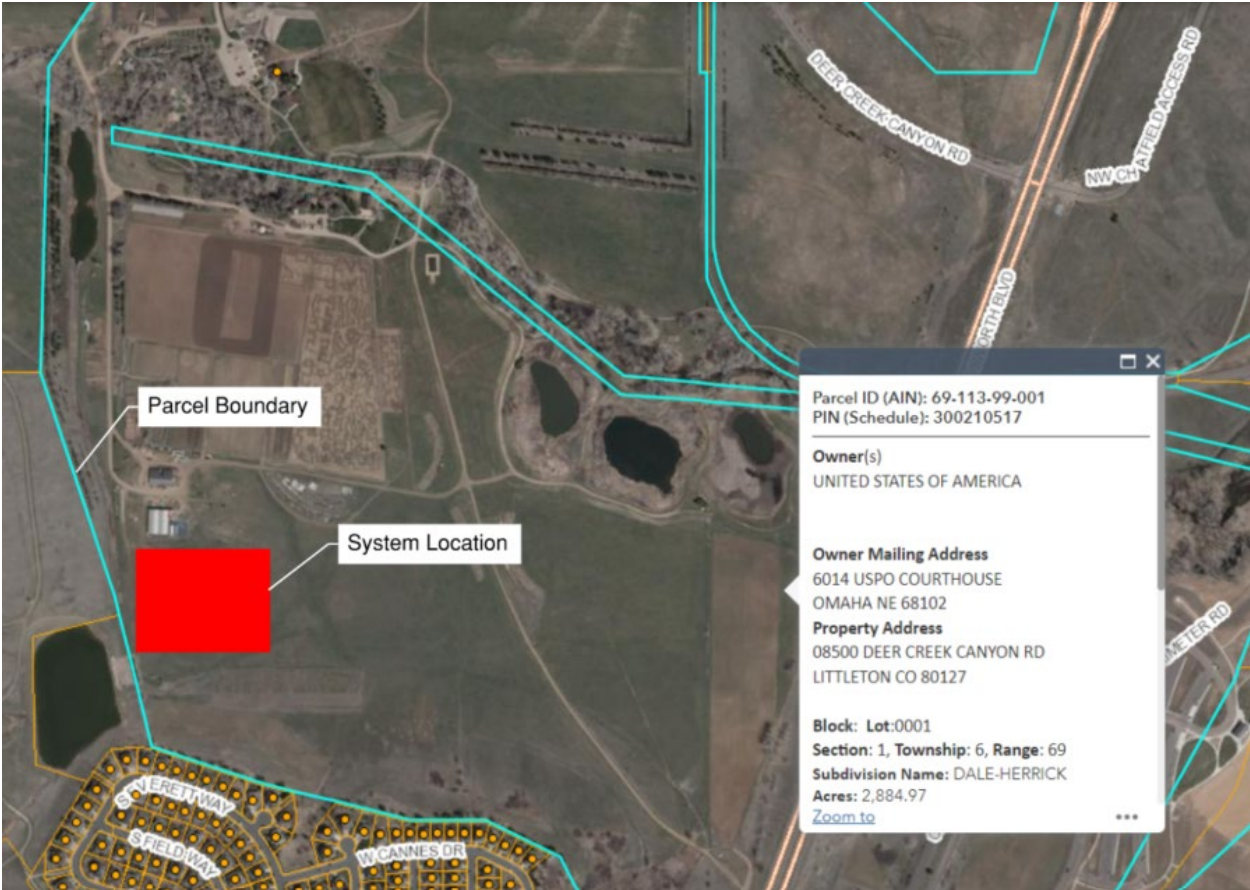 DEER CREEK CANYON RD
NW CH ATFIELD ACCESS RD
ORTH BLVD
Parcel Boundary
System Location
Parcel ID (AIN): 69-113-99-001
PIN (Schedule): 300210517
Owner(s)
UNITED STATES OF AMERICA
Owner Mailing Address
6014 USPO COURTHOUSE
OMAHA NE 68102
Property Address
08500 DEER CREEK CANYON RD
LITTLETON CO 80127
Block: Lot:0001
Section: 1, Township: 6, Range: 69
Subdivision Name: DALE-HERRICK
Acres: 2,884.97
Zoom to
METER RD
S FIELD WAY
W CANNES DR